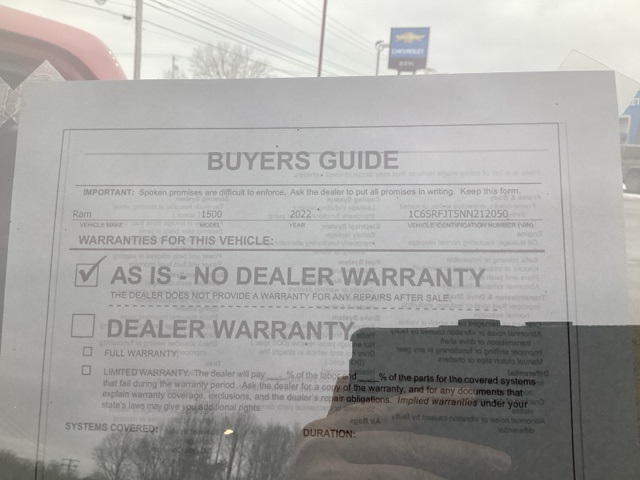 CHEVROLET
BUYERS GUIDE
IMPORTANT: Spoken promises are difficult to enforce. Ask the dealer to put all promises in writing. Keep this form.
Ram 1500 2022 1C6SRFJT5NN212050
VEHICLE MAKE MODEL YEAR VEHICLE IDENTIFICATION NUMBER (VIN)
WARRANTIES FOR THIS VEHICLE:
AS IS - NO DEALER WARRANTY
THE DEALER DOES NOT PROVIDE A WARRANTY FOR ANY REPAIRS AFTER SALE.
DEALER WARRANTY
FULL WARRANTY.
LIMITED WARRANTY. The dealer will pay ____% of the labor and ____% of the parts for the covered systems
that fail during the warranty period. Ask the dealer for a copy of the warranty, and for any documents that
explain warranty coverage, exclusions, and the dealer's repair obligations. Implied warranties under your
state's laws may give you additional rights.
SYSTEMS COVERED: DURATION: